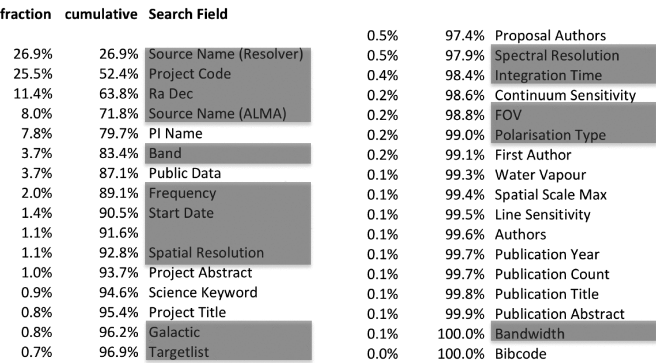 fraction cumulative Search Field
26.9% 26.9% Source Name (Resolver)
25.5% 52.4% Project Code
11.4% 63.8% Ra Dec
8.0% 71.8% Source Name (ALMA)
7.8% 79.7% PI Name
3.7% 83.4% Band
3.7% 87.1% Public Data
2.0% 89.1% Frequency
1.4% 90.5% Start Date
1.1% 91.6%
1.1% 92.8% Spatial Resolution
1.0% 93.7% Project Abstract
0.9% 94.6% Science Keyword
0.8% 95.4% Project Title
0.8% 96.2% Galactic
0.7% 96.9% Targetlist
0.5% 97.4% Proposal Authors
0.5% 97.9% Spectral Resolution
0.4% 98.4% Integration Time
0.2% 98.6% Continuum Sensitivity
0.2% 98.8% FOV
0.2% 99.0% Polarisation Type
0.2% 99.1% First Author
0.1% 99.3% Water Vapour
0.1% 99.4% Spatial Scale Max
0.1% 99.5% Line Sensitivity
0.1% 99.6% Authors
0.1% 99.7% Publication Year
0.1% 99.7% Publication Count
0.1% 99.8% Publication Title
0.1% 99.9% Publication Abstract
0.1% 100.0% Bandwidth
0.0% 100.0% Bibcode